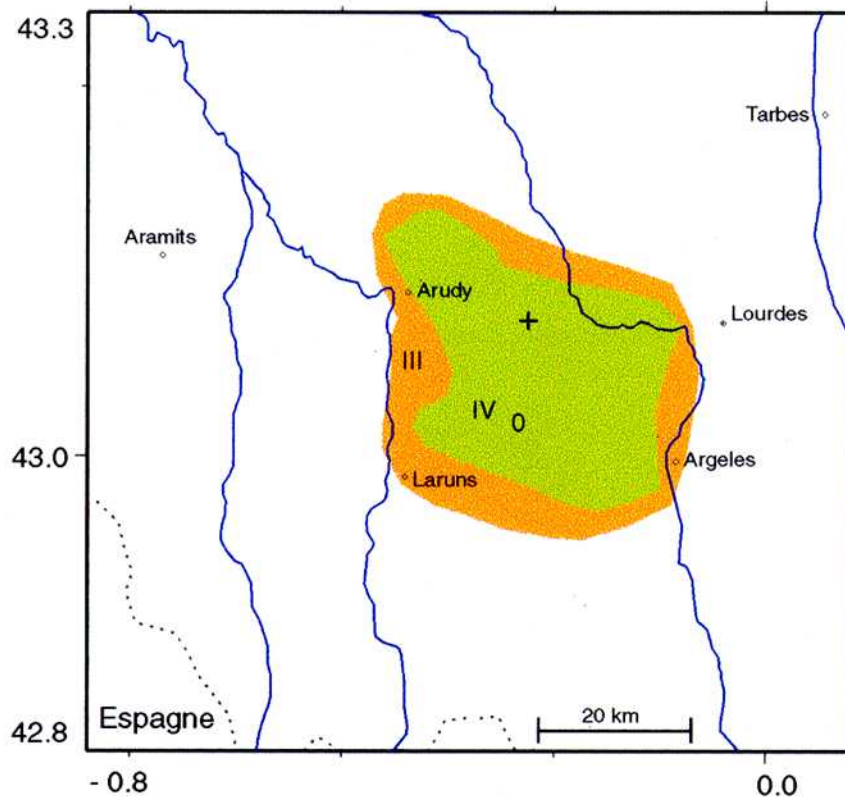 43.3
Tarbes
Aramits
Arudy
Lourdes
+
III
IV
0
43.0
Argeles
Laruns
20 km
Espagne
42.8
- 0.8
0.0